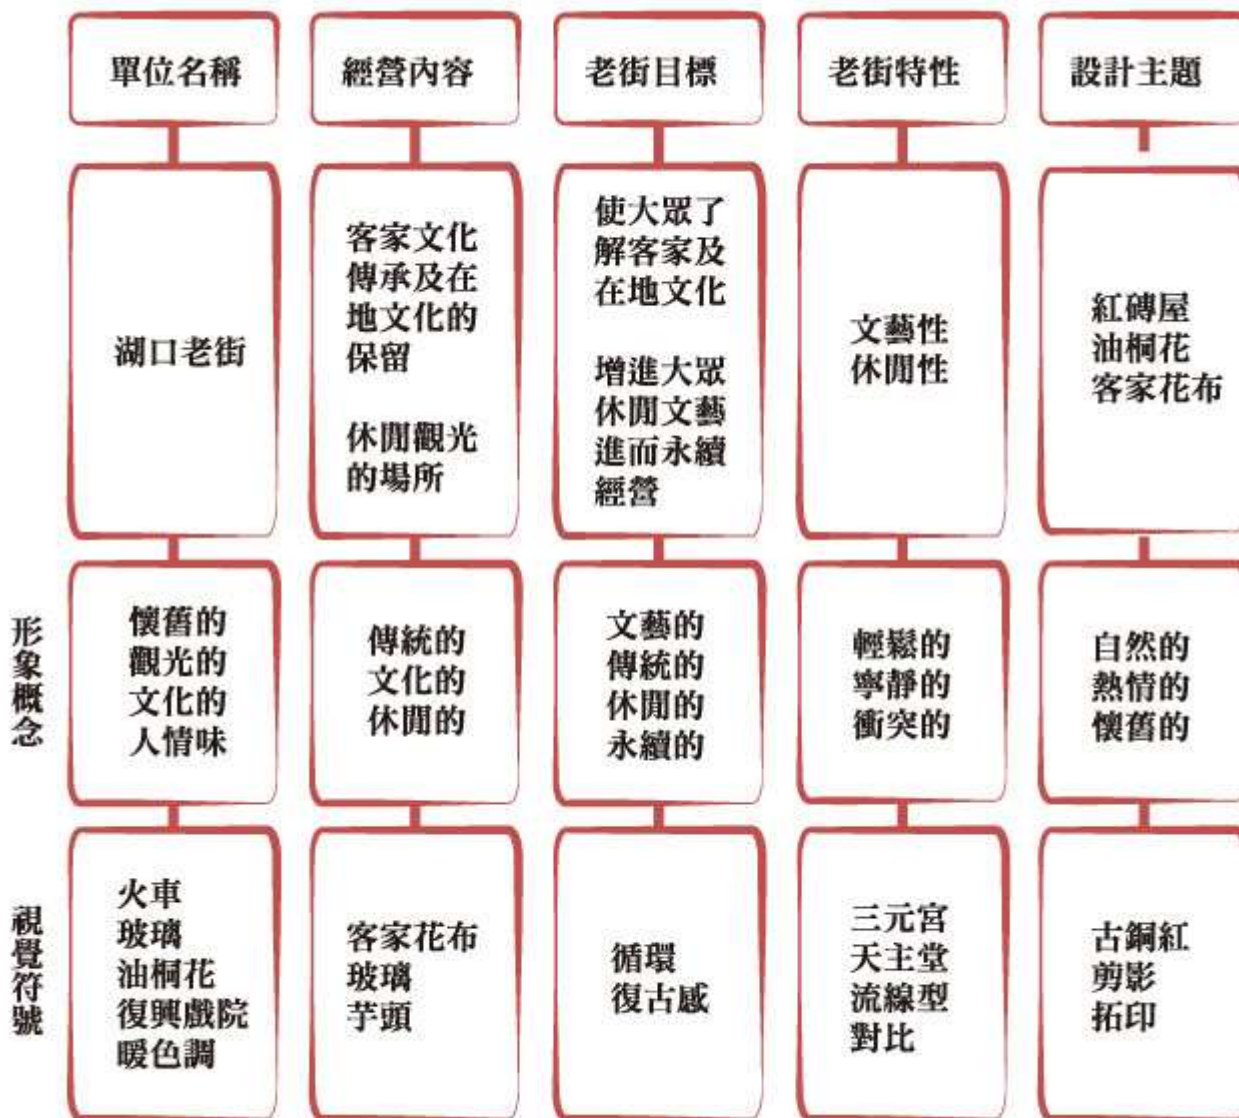 單位名稱
經營內容
老街目標
老街特性
設計主題
湖口老街
客家文化
傳承及在
地文化的
保留
休閒觀光
的場所
使大眾了
解客家及
在地文化
增進大眾
休閒文藝
進而永續
經營
文藝性
休閒性
紅磚屋
油桐花
客家花布
形象概念
懷舊的
觀光的
文化的
人情味
傳統的
文化的
休閒的
文藝的
傳統的
休閒的
永續的
輕鬆的
寧靜的
衝突的
自然的
熱情的
懷舊的
視覺符號
火車
玻璃
油桐花
復興戲院
暖色調
客家花布
玻璃
芋頭
循環
復古感
三元宮
天主堂
流線型
對比
古銅紅
剪影
拓印